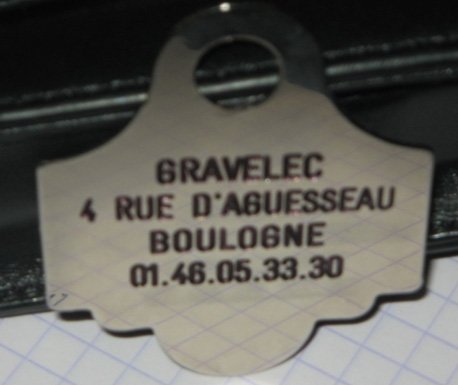 GRAVELEC
4 RUE D'AGUESSEAU
BOULOGNE
01.46.05.33.30